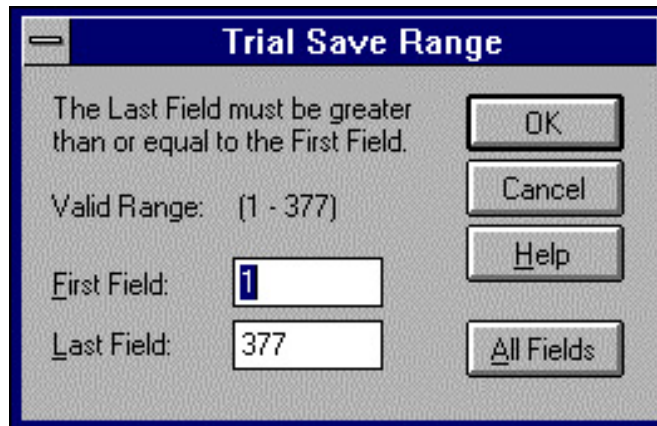 Trial Save Range
The Last Field must be greater
than or equal to the First Field.
Valid Range: (1 - 377)
First Field: 1
Last Field: 377
OK
Cancel
Help
All Fields